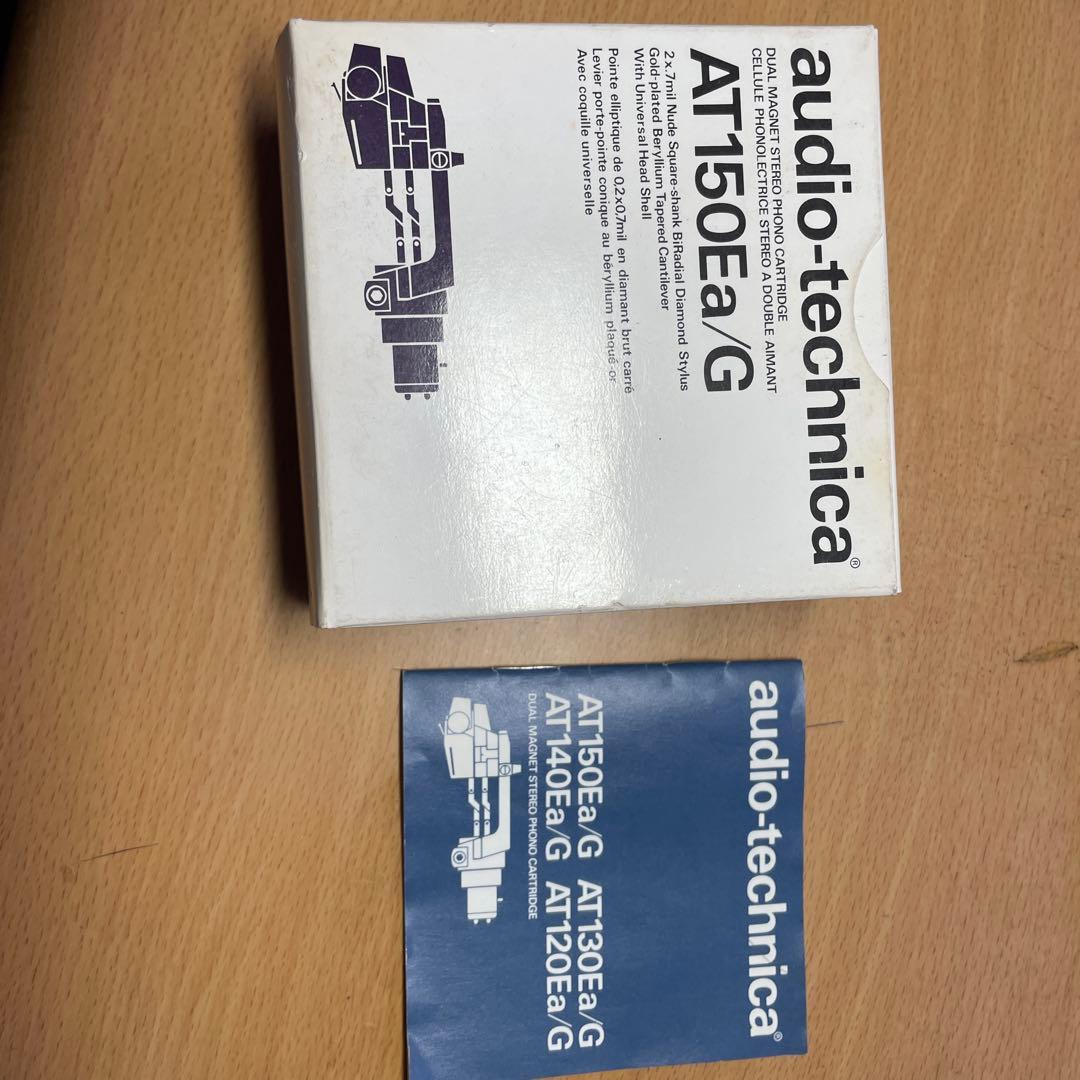 audio-technica®
DUAL MAGNET STEREO PHONO CARTRIDGE
CELLULE PHONOLECTRICE STEREO A DOUBLE AIMANT
AT150Ea/G
2x.7mil Nude Square-shank BiRadial Diamond Stylus
Gold-plated Beryllium Tapered Cantilever
With Universal Head Shell
Pointe elliptique de 0,2x0,7mil en diamant brut carré
Levier porte-pointe conique au béryllium plaqué-or
Avec coquille universelle
audio-technica®
AT150Ea/G AT130Ea/G
AT140Ea/G AT120Ea/G
DUAL MAGNET STEREO PHONO CARTRIDGE